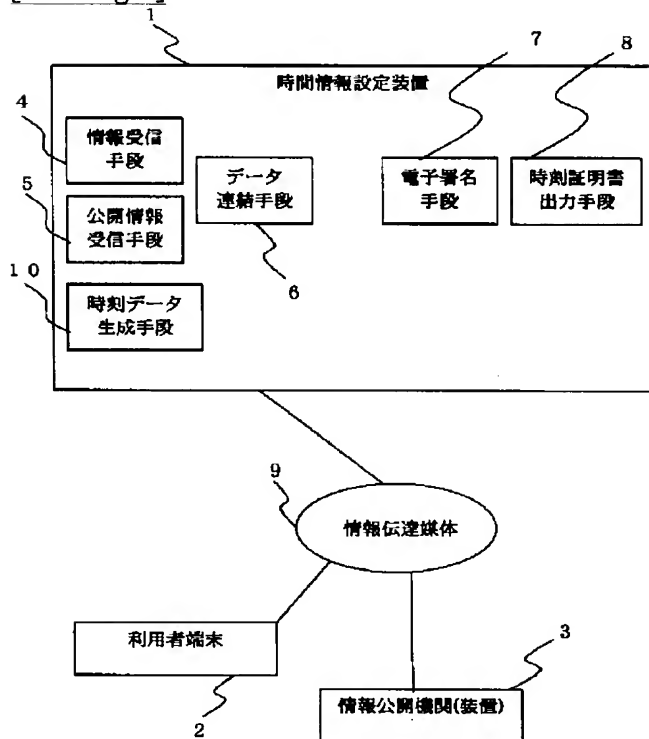 1
7
8
時間情報設定装置
4
情報受信
手段
データ
連結手段
電子署名
手段
時刻証明書
出力手段
5
公開情報
受信手段
6
10
時刻データ
生成手段
9
情報伝達媒体
利用者端末
3
情報公開機関(装置)
2